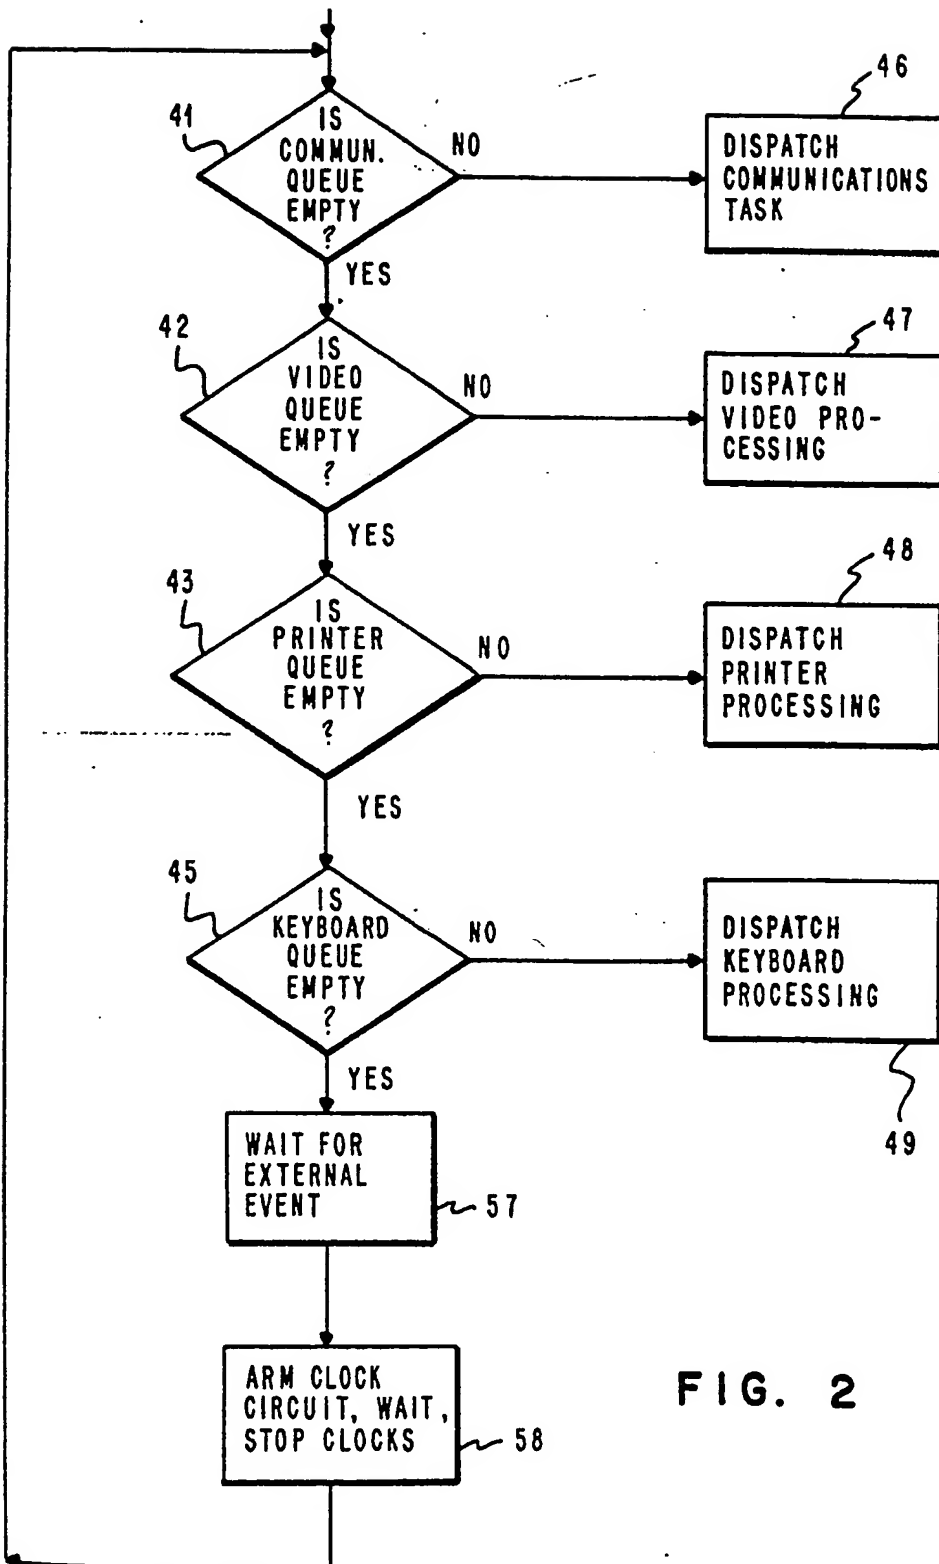 41
IS
COMMUN.
QUEUE
EMPTY
?
NO
YES
46
DISPATCH
COMMUNICATIONS
TASK
42
IS
VIDEO
QUEUE
EMPTY
?
NO
YES
47
DISPATCH
VIDEO PRO-
CESSING
43
IS
PRINTER
QUEUE
EMPTY
?
NO
YES
48
DISPATCH
PRINTER
PROCESSING
45
IS
KEYBOARD
QUEUE
EMPTY
?
NO
YES
DISPATCH
KEYBOARD
PROCESSING
49
WAIT FOR
EXTERNAL
EVENT
57
ARM CLOCK
CIRCUIT, WAIT,
STOP CLOCKS
58
FIG. 2